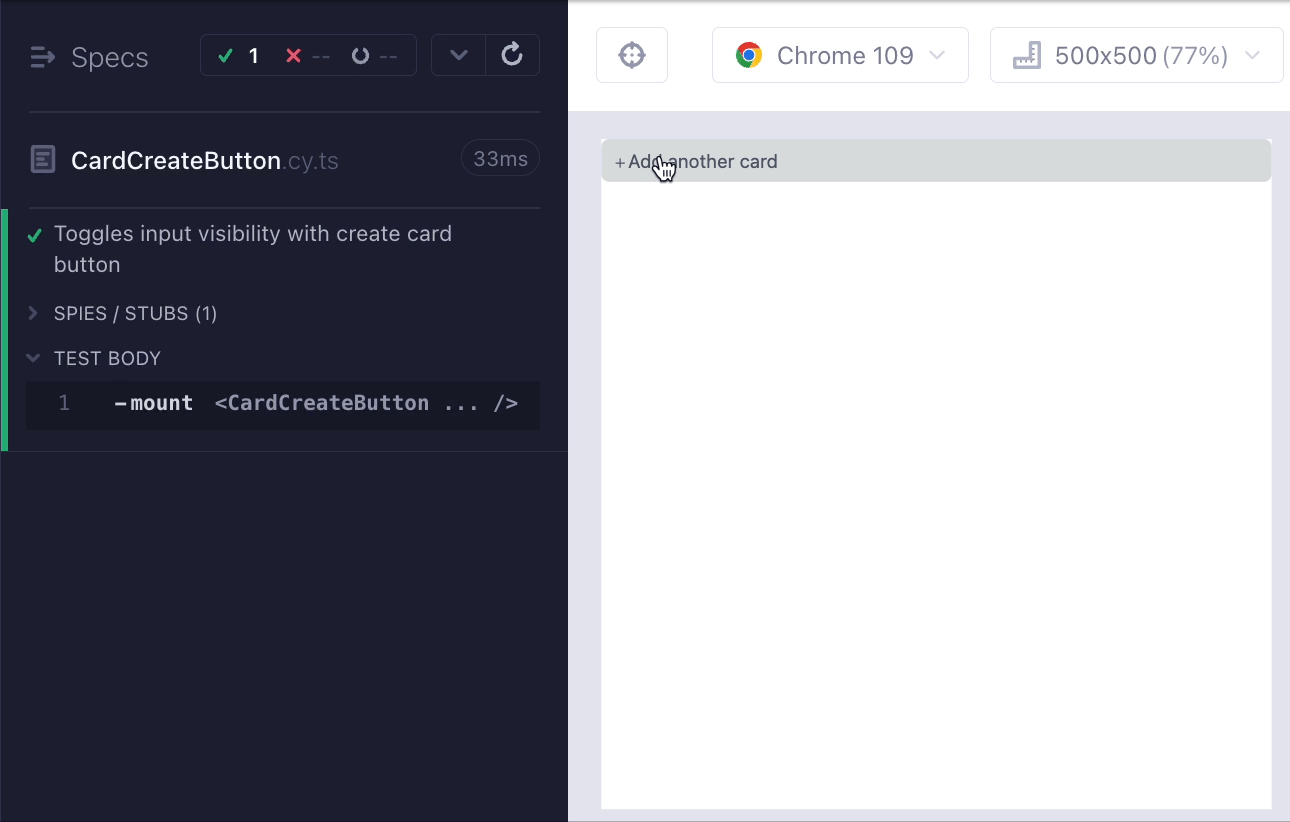 Specs
1 -- --
CardCreateButton.cy.ts 33ms
Toggles input visibility with create card
button
SPIES / STUBS (1)
TEST BODY
1 -mount <CardCreateButton ... />
Chrome 109
500x500 (77%)
+ Add another card